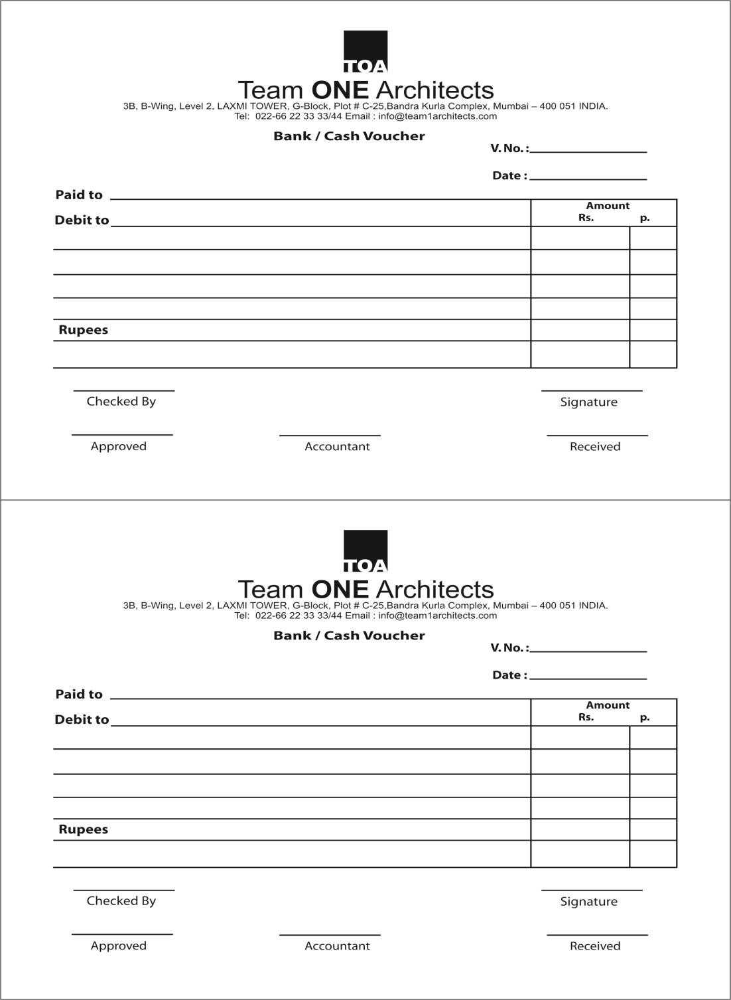 TOA
Team ONE Architects
3B, B-Wing, Level 2, LAXMI TOWER, G-Block, Plot # C-25,Bandra Kurla Complex, Mumbai – 400 051 INDIA.
Tel: 022-66 22 33 33/44 Email : info@team1architects.com
Bank / Cash Voucher
V. No. :
Date :
Paid to
Amount
Debit to
Rs. p.
Rupees
Checked By
Signature
Approved
Accountant
Received
TOA
Team ONE Architects
3B, B-Wing, Level 2, LAXMI TOWER, G-Block, Plot # C-25,Bandra Kurla Complex, Mumbai – 400 051 INDIA.
Tel: 022-66 22 33 33/44 Email : info@team1architects.com
Bank / Cash Voucher
V. No. :
Date :
Paid to
Amount
Debit to
Rs. p.
Rupees
Checked By
Signature
Approved
Accountant
Received